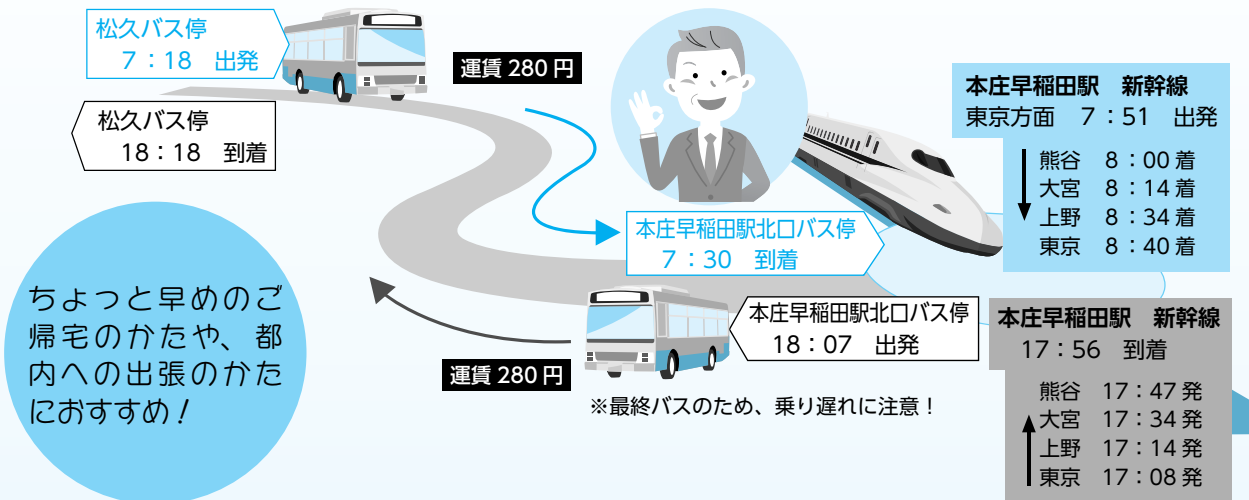 松久バス停
7：18　出発
運賃 280 円
松久バス停
18：18　到着
本庄早稲田駅　新幹線
東京方面　7：51　出発
熊谷　8：00 着
大宮　8：14 着
上野　8：34 着
東京　8：40 着
本庄早稲田駅北口バス停
7：30　到着
ちょっと早めのご
帰宅のかたや、都
内への出張のかた
におすすめ！
本庄早稲田駅北口バス停
18：07　出発
運賃 280 円
※最終バスのため、乗り遅れに注意！
本庄早稲田駅　新幹線
17：56　到着
熊谷　17：47 発
大宮　17：34 発
上野　17：14 発
東京　17：08 発